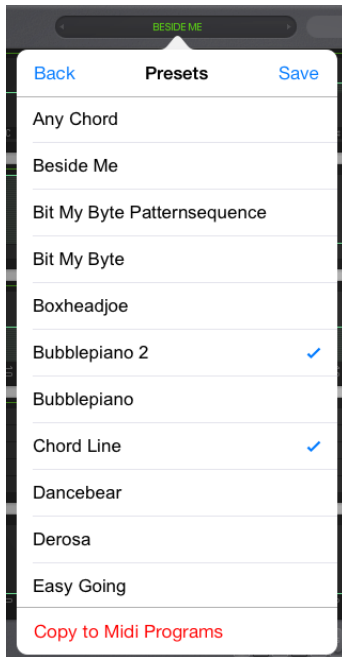 BESIDE ME
Back Presets Save
Any Chord
Beside Me
Bit My Byte Patternsequence
Bit My Byte
Boxheadjoe
Bubblepiano 2
Bubblepiano
Chord Line
Dancebear
Derosa
Easy Going
Copy to Midi Programs